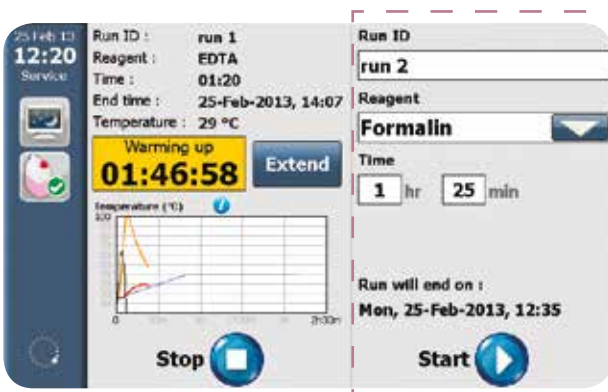 25 Feb 13
12:20
Service
Run ID : run 1
Reagent : EDTA
Time : 01:20
End time : 25-Feb-2013, 14:07
Temperature : 29 °C
Warming up
01:46:58
Extend
Temperature (°C)
100
0
2h30m
Stop
Run ID
run 2
Reagent
Formalin
Time
1 hr 25 min
Run will end on :
Mon, 25-Feb-2013, 12:35
Start